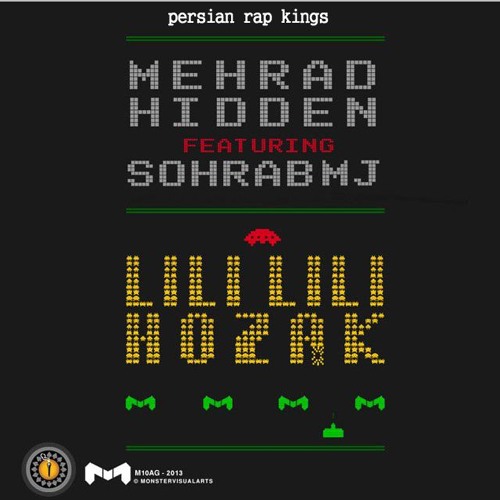 persian rap kings
MEHRAD
HIDDEN
FEATURING
SOHRABMJ
LILI LILI
HOZAK
M10AG - 2013
© MONSTERVISUALARTS